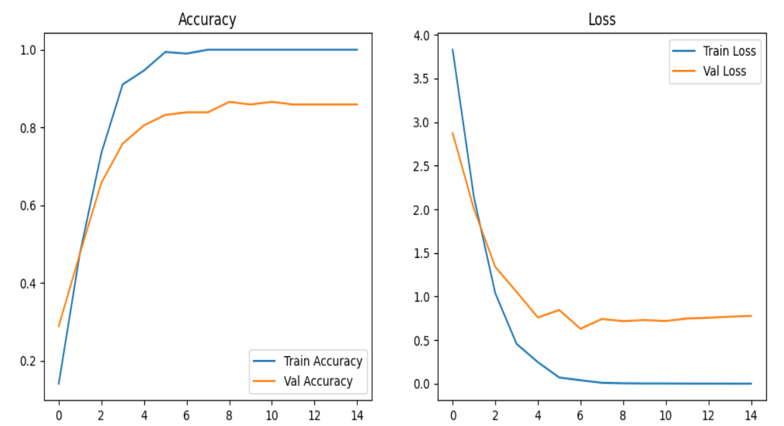 Accuracy
1.0
0.8
0.6
0.4
0.2
Train Accuracy
Val Accuracy
0 2 4 6 8 10 12 14
Loss
4.0
3.5
3.0
2.5
2.0
1.5
1.0
0.5
0.0
Train Loss
Val Loss
0 2 4 6 8 10 12 14